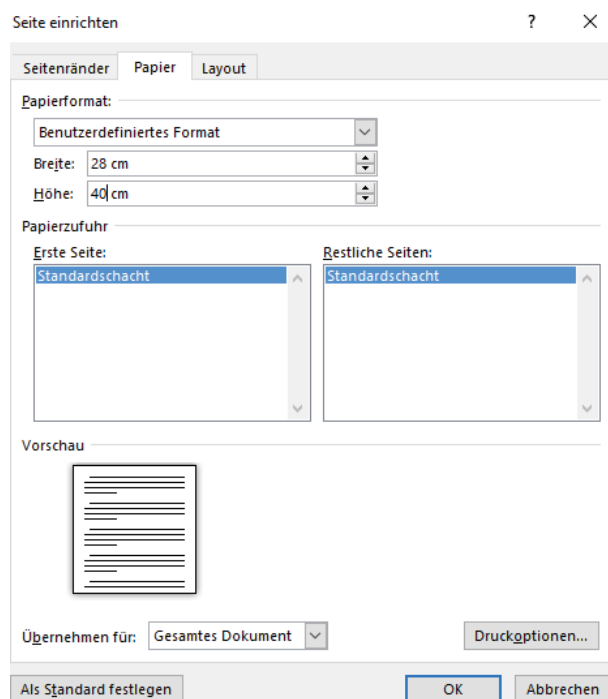 Seite einrichten ?
Seitenränder Papier Layout
Papierformat:
Benutzerdefiniertes Format
Breite: 28 cm
Höhe: 40 cm
Papierzufuhr
Erste Seite: Restliche Seiten:
Standardschacht Standardschacht
Vorschau
Übernehmen für: Gesamtes Dokument Druckoptionen...
Als Standard festlegen OK Abbrechen